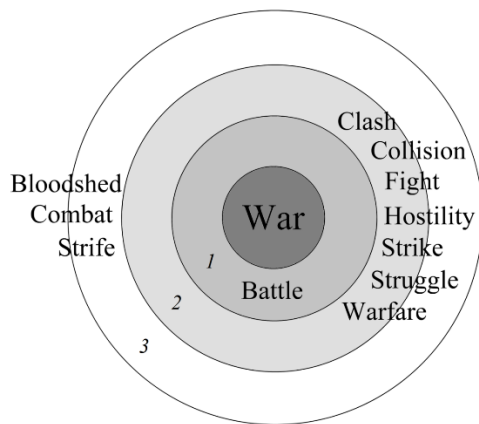 Clash
Collision
Bloodshed
Fight
Combat
War
Hostility
Strife
Strike
1
Battle
Struggle
2
Warfare
3